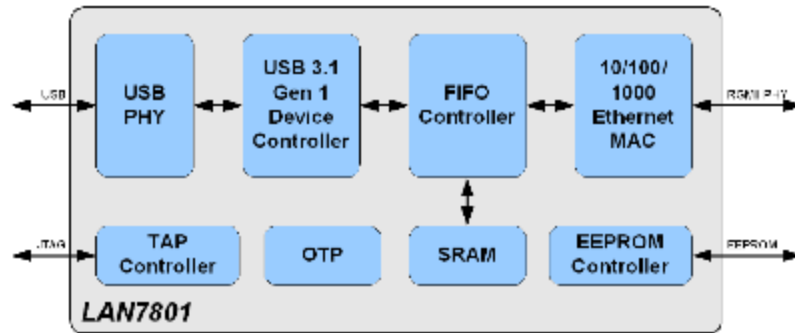 USB
USB
PHY
USB 3.1
Gen 1
Device
Controller
FIFO
Controller
10/100/
1000
Ethernet
MAC
RGMII PHY
JTAG
TAP
Controller
OTP
SRAM
EEPROM
Controller
EEPROM
LAN7801